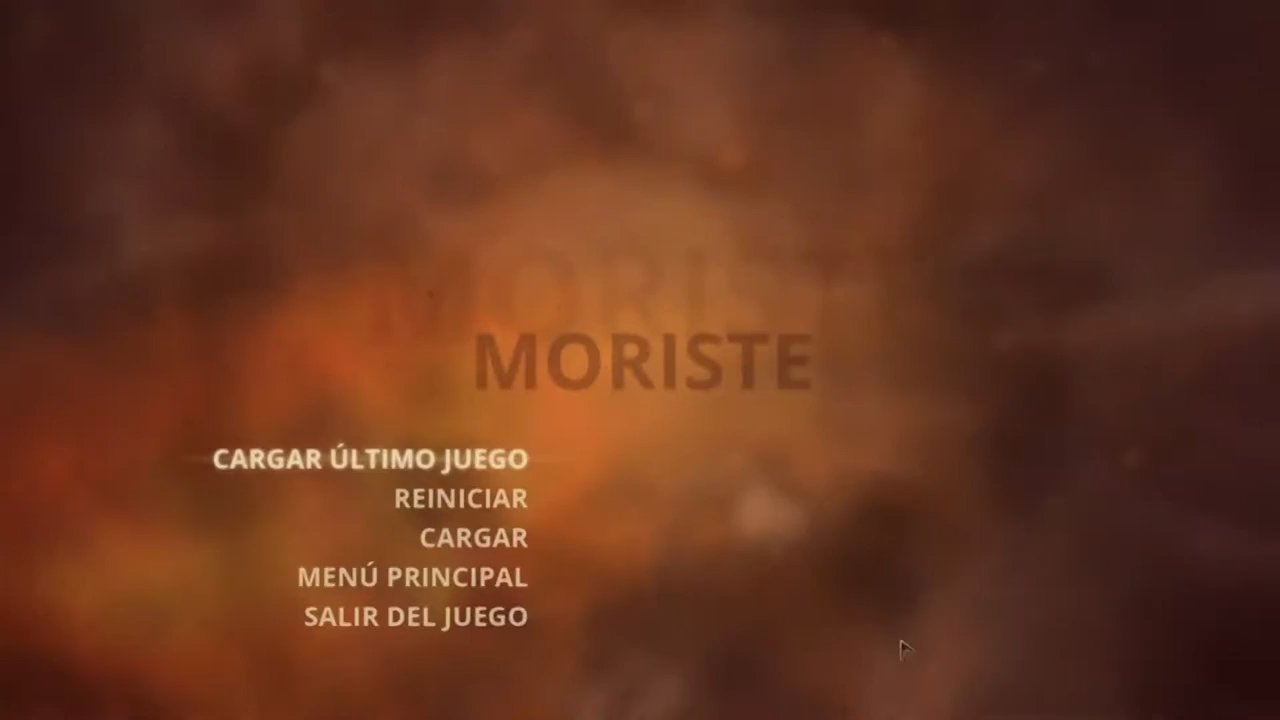 MORISTE
CARGAR ÚLTIMO JUEGO
REINICIAR
CARGAR
MENÚ PRINCIPAL
SALIR DEL JUEGO